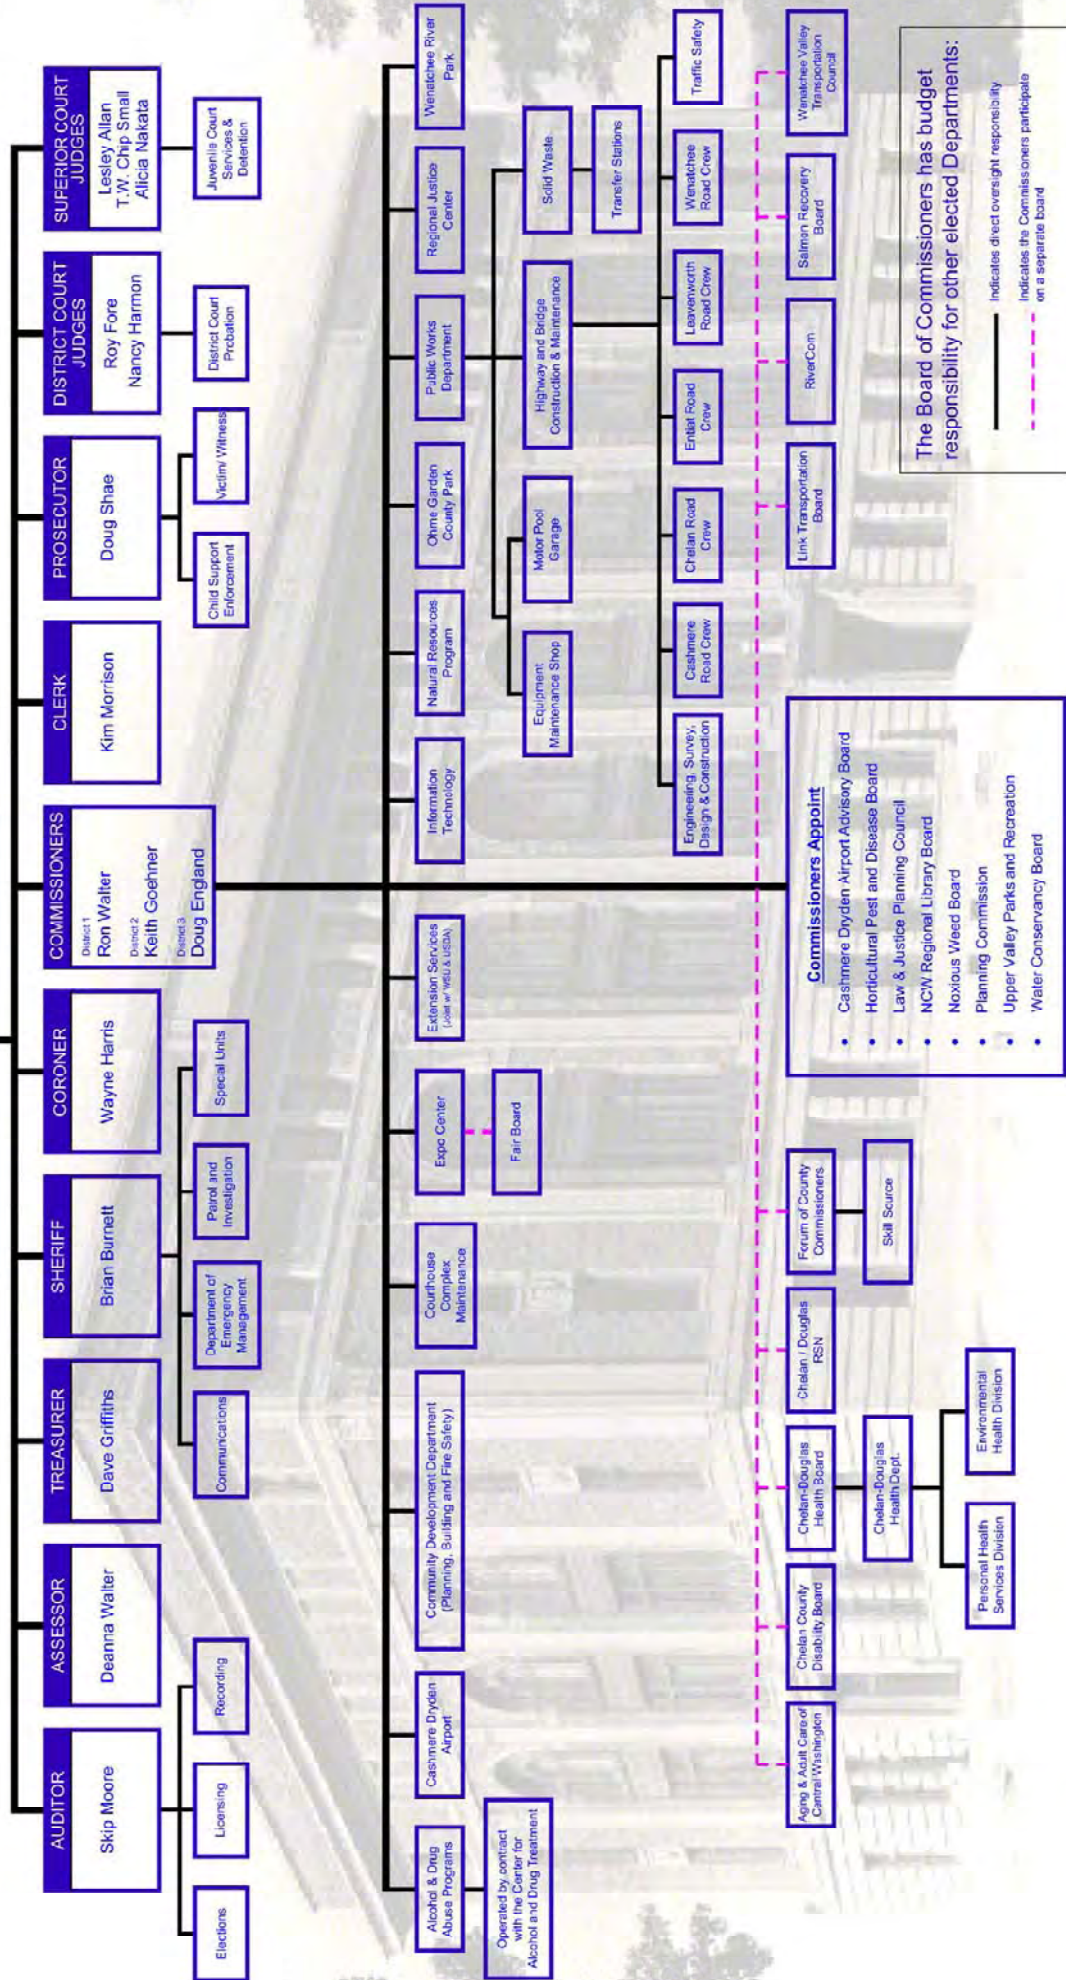 AUDITOR
Skip Moore
Elections
Licensing
Recording
ASSESSOR
Deanna Walter
TREASURER
Dave Griffiths
SHERIFF
Brian Burnett
Communications
Department of
Emergency
Management
Patrol and
Investigation
Special Units
CORONER
Wayne Harris
COMMISSIONERS
District 1
Ron Walter
District 2
Keith Goehner
District 3
Doug England
CLERK
Kim Morrison
PROSECUTOR
Doug Shae
Child Support
Enforcement
Victim/ Witness
DISTRICT COURT
JUDGES
Roy Fore
Nancy Harmon
District Court
Probation
SUPERIOR COURT
JUDGES
Lesley Allan
T.W. Chip Small
Alicia Nakata
Juvenile Court
Services &
Detention
Alcohol & Drug
Abuse Programs
Operated by contract
with the Center for
Alcohol and Drug Treatment
Cashmere Dryden
Airport
Community Development Department
(Planning, Building and Fire Safety)
Courthouse
Complex
Maintenance
Expo Center
Fair Board
Extension Services
(Joint w/ WSU & USDA)
Information
Technology
Natural Resources
Program
Ohme Garden
County Park
Public Works
Department
Regional Justice
Center
Wenatchee River
Park
Equipment
Maintenance Shop
Motor Pool
Garage
Highway and Bridge
Construction & Maintenance
Solid Waste
Transfer Stations
Engineering, Survey,
Design & Construction
Cashmere
Road Crew
Chelan Road
Crew
Entiat Road
Crew
Leavenworth
Road Crew
Wenatchee
Road Crew
Traffic Safety
Aging & Adult Care of
Central Washington
Chelan County
Disability Board
Chelan-Douglas
Health Board
Chelan-Douglas
Health Dept.
Personal Health
Services Division
Environmental
Health Division
Chelan / Douglas
RSN
Forum of County
Commissioners
Skill Source
Commissioners Appoint
• Cashmere Dryden Airport Advisory Board
• Horticultural Pest and Disease Board
• Law & Justice Planning Council
• NCW Regional Library Board
• Noxious Weed Board
• Planning Commission
• Upper Valley Parks and Recreation
• Water Conservancy Board
Link Transportation
Board
RiverCom
Salmon Recovery
Board
Wenatchee Valley
Transportation
Council
The Board of Commissioners has budget
responsibility for other elected Departments:
Indicates direct oversight responsibility
Indicates the Commissioners participate
on a separate board